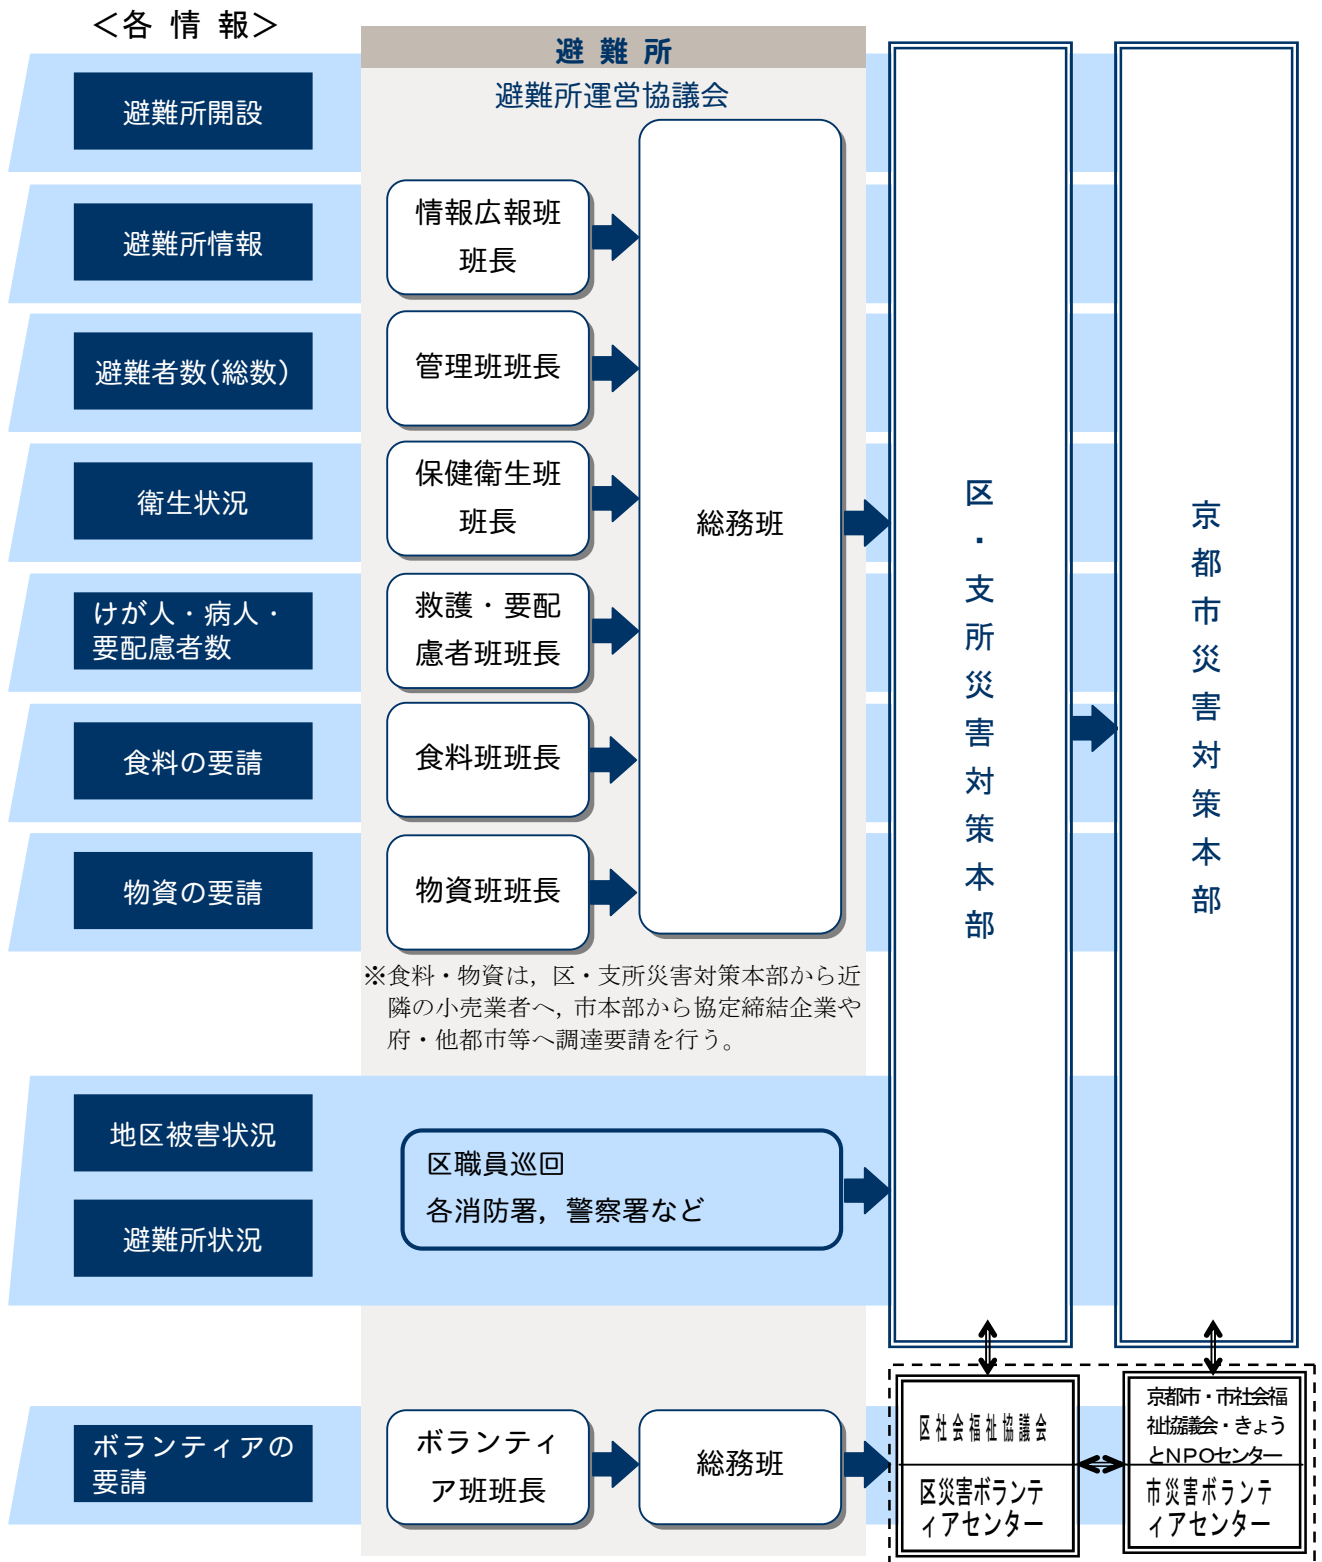 ＜各 情 報＞
避 難 所
避難所運営協議会
避難所開設
避難所情報
情報広報班
班長
避難者数(総数)
管理班班長
衛生状況
保健衛生班
班長
けが人・病人・
要配慮者数
救護・要配
慮者班班長
食料の要請
食料班班長
物資の要請
物資班班長
総務班
区・支所災害対策本部
京都市災害対策本部
※食料・物資は，区・支所災害対策本部から近
隣の小売業者へ，市本部から協定締結企業や
府・他都市等へ調達要請を行う。
地区被害状況
避難所状況
区職員巡回
各消防署，警察署など
ボランティアの
要請
ボランティ
ア班班長
総務班
区社会福祉協議会
区災害ボランテ
ィアセンター
京都市・市社会福
祉協議会・きょう
とNPOセンター
市災害ボランテ
ィアセンター